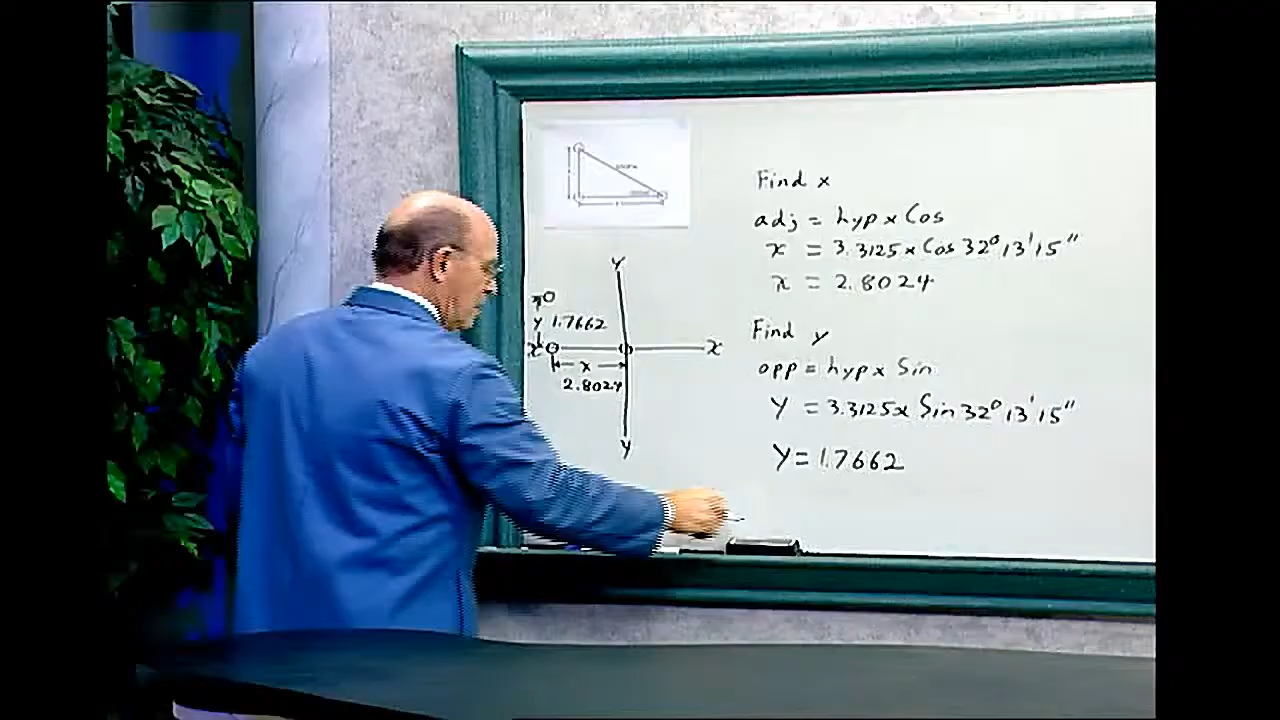 Find x
adj = hyp x Cos
x = 3.3125 x Cos 32° 13' 15"
x = 2.8024
Find y
opp = hyp x Sin
Y = 3.3125 x Sin 32° 13' 15"
Y = 1.7662
Y
y 1.7662
x
x
x
2.8024
Y